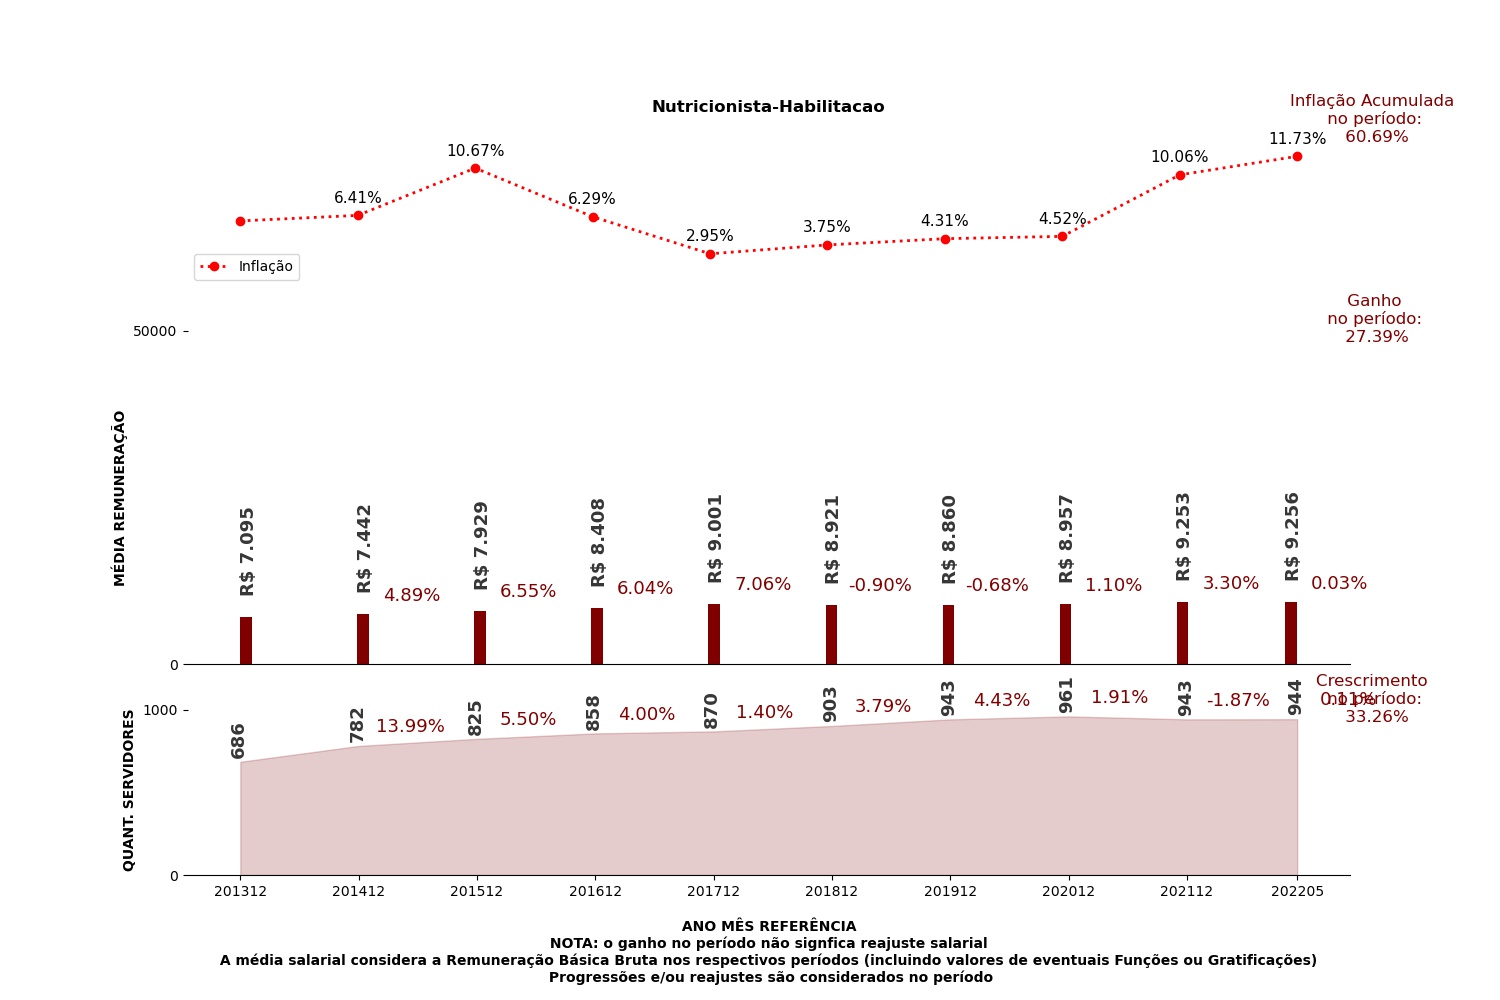 Nutricionista-Habilitacao
Inflação Acumulada
no período:
60.69%
6.41%
10.67%
6.29%
2.95%
3.75%
4.31%
4.52%
10.06%
11.73%
Inflação
Ganho
no período:
27.39%
50000
0
MÉDIA REMUNERAÇÃO
R$ 7.095
R$ 7.442
R$ 7.929
R$ 8.408
R$ 9.001
R$ 8.921
R$ 8.860
R$ 8.957
R$ 9.253
R$ 9.256
4.89%
6.55%
6.04%
7.06%
-0.90%
-0.68%
1.10%
3.30%
0.03%
Crescrimento
no período:
33.26%
1000
0
QUANT. SERVIDORES
686
782
825
858
870
903
943
961
943
944
13.99%
5.50%
4.00%
1.40%
3.79%
4.43%
1.91%
-1.87%
0.11%
201312
201412
201512
201612
201712
201812
201912
202012
202112
202205
ANO MÊS REFERÊNCIA
NOTA: o ganho no período não signfica reajuste salarial
A média salarial considera a Remuneração Básica Bruta nos respectivos períodos (incluindo valores de eventuais Funções ou Gratificações)
Progressões e/ou reajustes são considerados no período